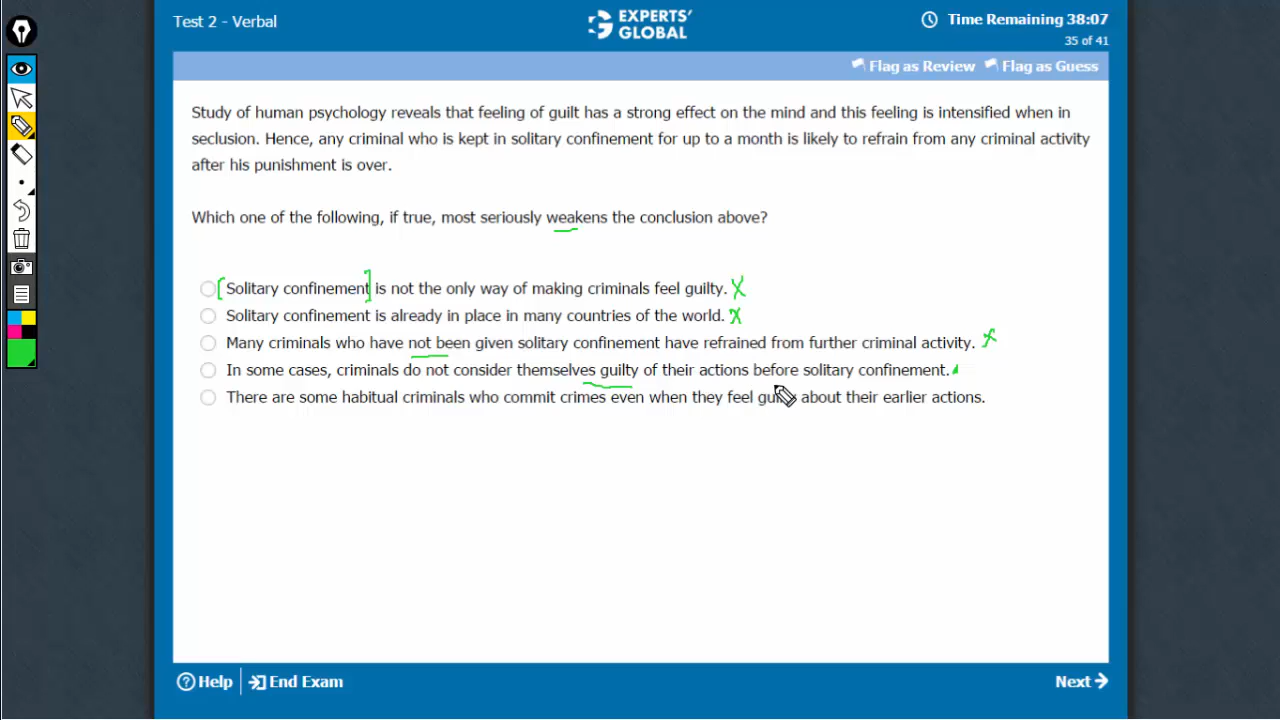 Test 2 - Verbal
EXPERTS'
GLOBAL
Time Remaining 38:07
35 of 41
Flag as Review
Flag as Guess
Study of human psychology reveals that feeling of guilt has a strong effect on the mind and this feeling is intensified when in
seclusion. Hence, any criminal who is kept in solitary confinement for up to a month is likely to refrain from any criminal activity
after his punishment is over.
Which one of the following, if true, most seriously weakens the conclusion above?
[Solitary confinement] is not the only way of making criminals feel guilty. X
Solitary confinement is already in place in many countries of the world. X
Many criminals who have not been given solitary confinement have refrained from further criminal activity. X
In some cases, criminals do not consider themselves guilty of their actions before solitary confinement.
There are some habitual criminals who commit crimes even when they feel about their earlier actions.
? Help
End Exam
Next